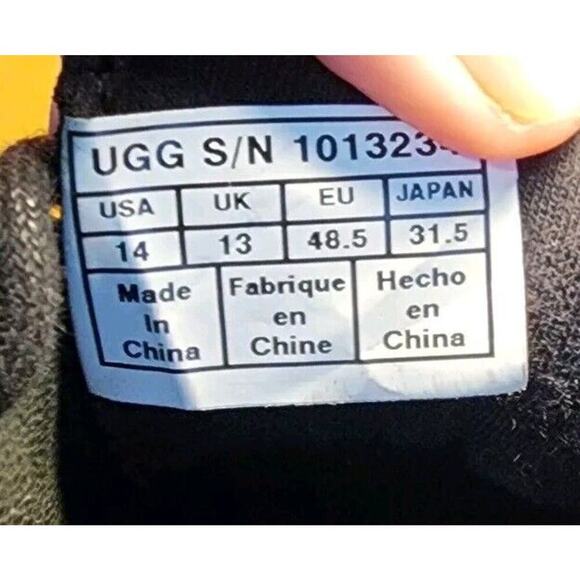 UGG S/N 101323
USA UK EU JAPAN
14 13 48.5 31.5
Made Fabrique Hecho
In en en
China Chine China